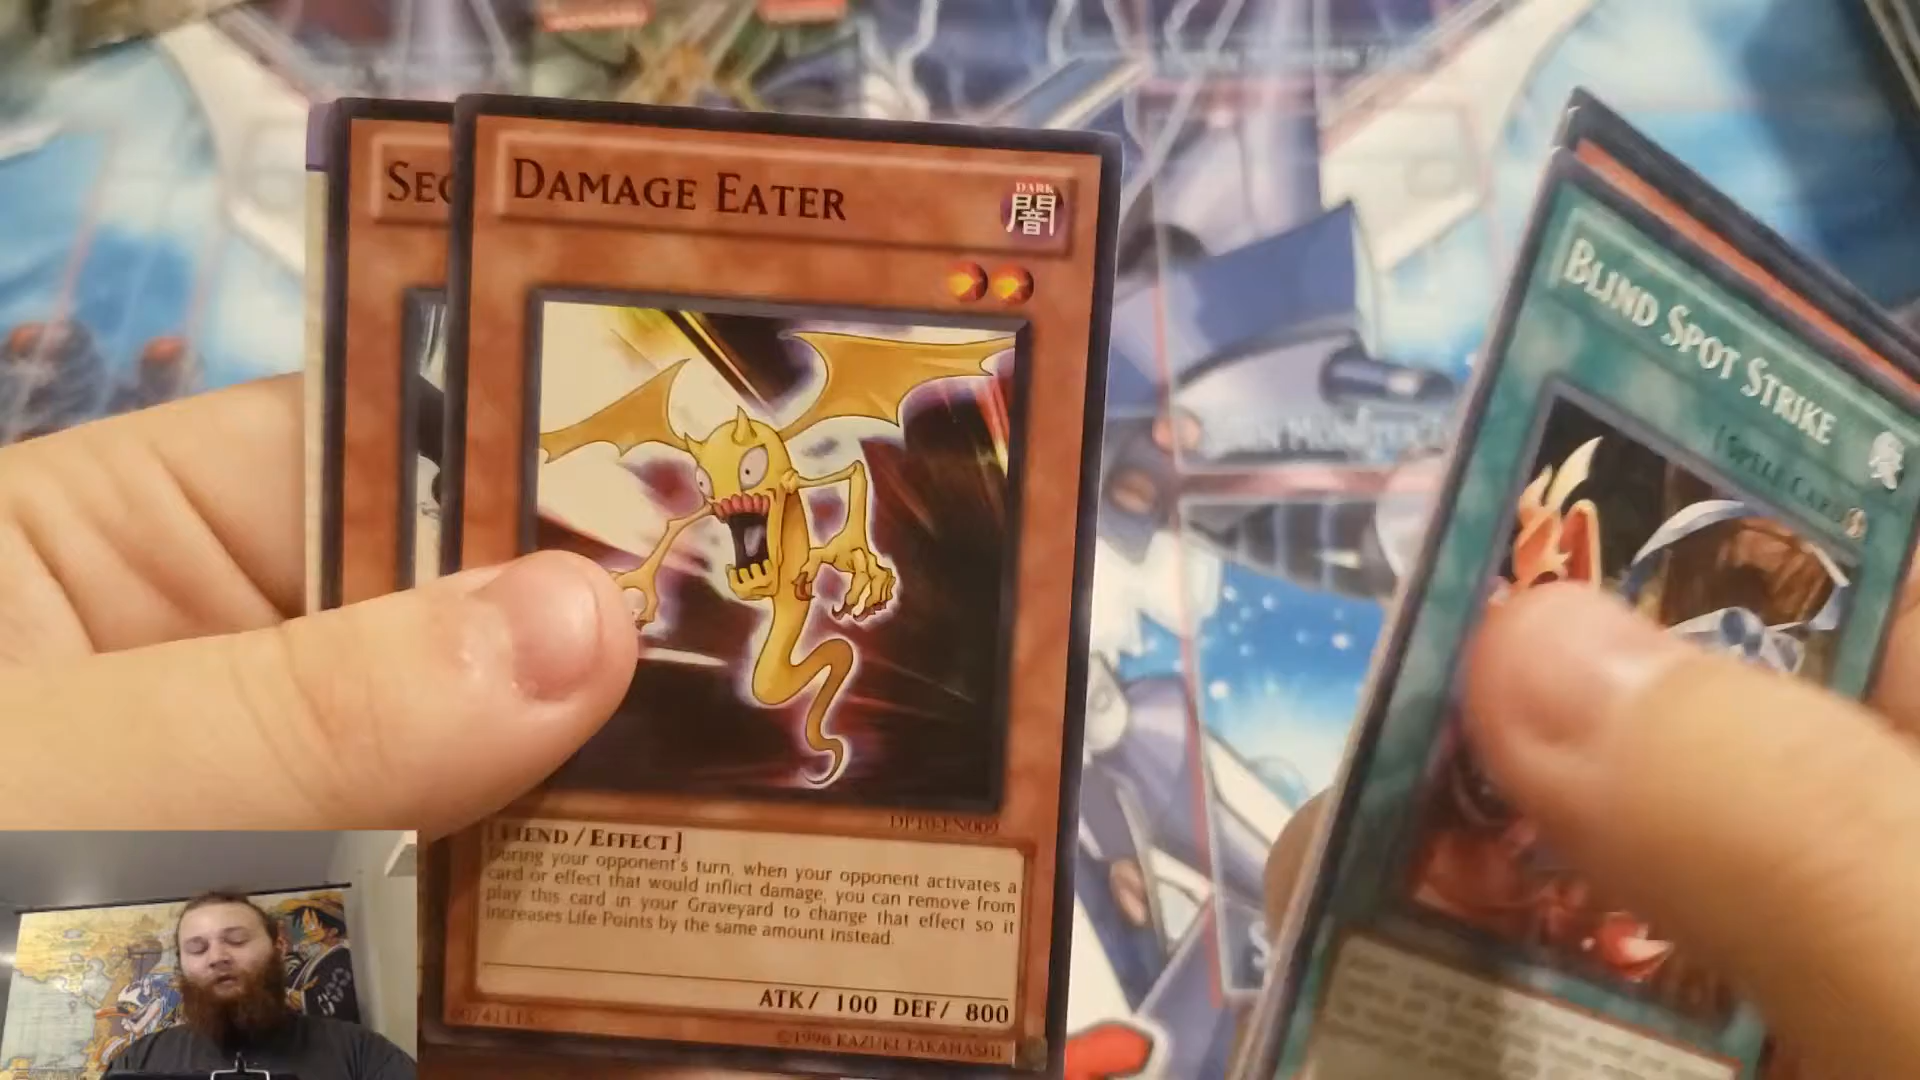 SEC
DAMAGE EATER
DARK
闇
DP10-EN009
[FIEND / EFFECT]
During your opponent's turn, when your opponent activates a
card or effect that would inflict damage, you can remove from
play this card in your Graveyard to change that effect so it
increases Life Points by the same amount instead.
ATK/ 100 DEF/ 800
©1996 KAZUKI TAKAHASHI
BLIND SPOT STRIKE
[SPELL CARD